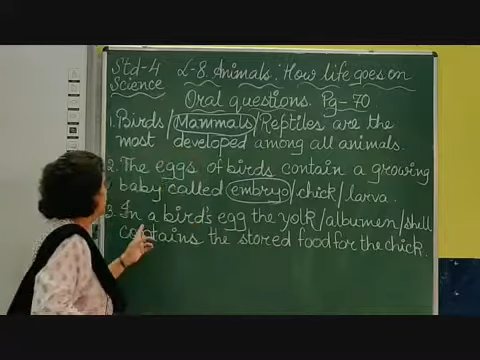 Std-4 L-8. Animals: How life goes on
Science
Oral questions. Pg-70
1. Birds/Mammals/Reptiles are the
most developed among all animals.
2. The eggs of birds contain a growing
baby called embryo/chick/larva.
3. In a bird's egg the yolk/albumen/shell
contains the stored food for the chick.